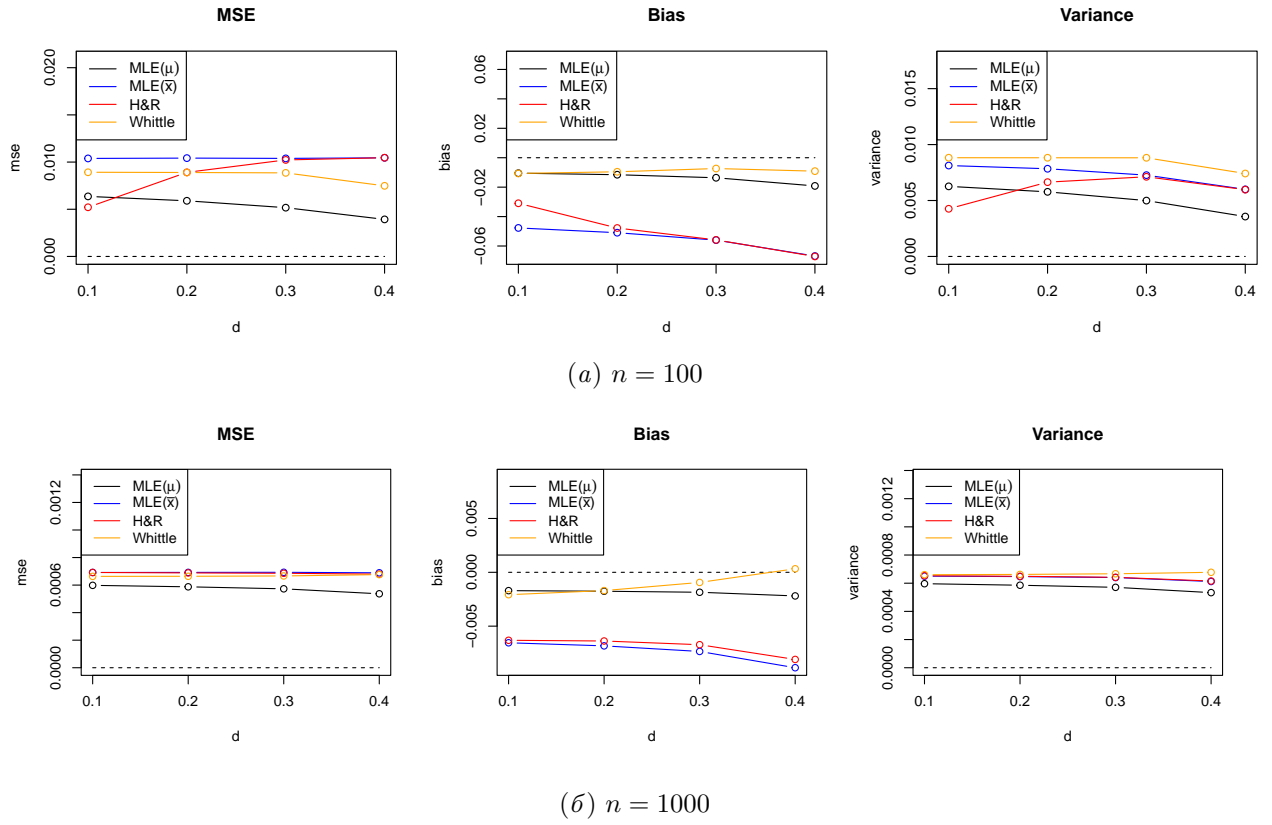 MSE
Bias
Variance
mse
0.000
0.010
0.020
MLE(μ)
MLE(x̅)
H&R
Whittle
0.1
0.2
0.3
0.4
d
bias
−0.06
−0.02
0.02
0.06
MLE(μ)
MLE(x̅)
H&R
Whittle
0.1
0.2
0.3
0.4
d
variance
0.000
0.005
0.010
0.015
MLE(μ)
MLE(x̅)
H&R
Whittle
0.1
0.2
0.3
0.4
d
(а) n = 100
MSE
Bias
Variance
mse
0.0000
0.0006
0.0012
MLE(μ)
MLE(x̅)
H&R
Whittle
0.1
0.2
0.3
0.4
d
bias
−0.005
0.000
0.005
MLE(μ)
MLE(x̅)
H&R
Whittle
0.1
0.2
0.3
0.4
d
variance
0.0000
0.0004
0.0008
0.0012
MLE(μ)
MLE(x̅)
H&R
Whittle
0.1
0.2
0.3
0.4
d
(б) n = 1000